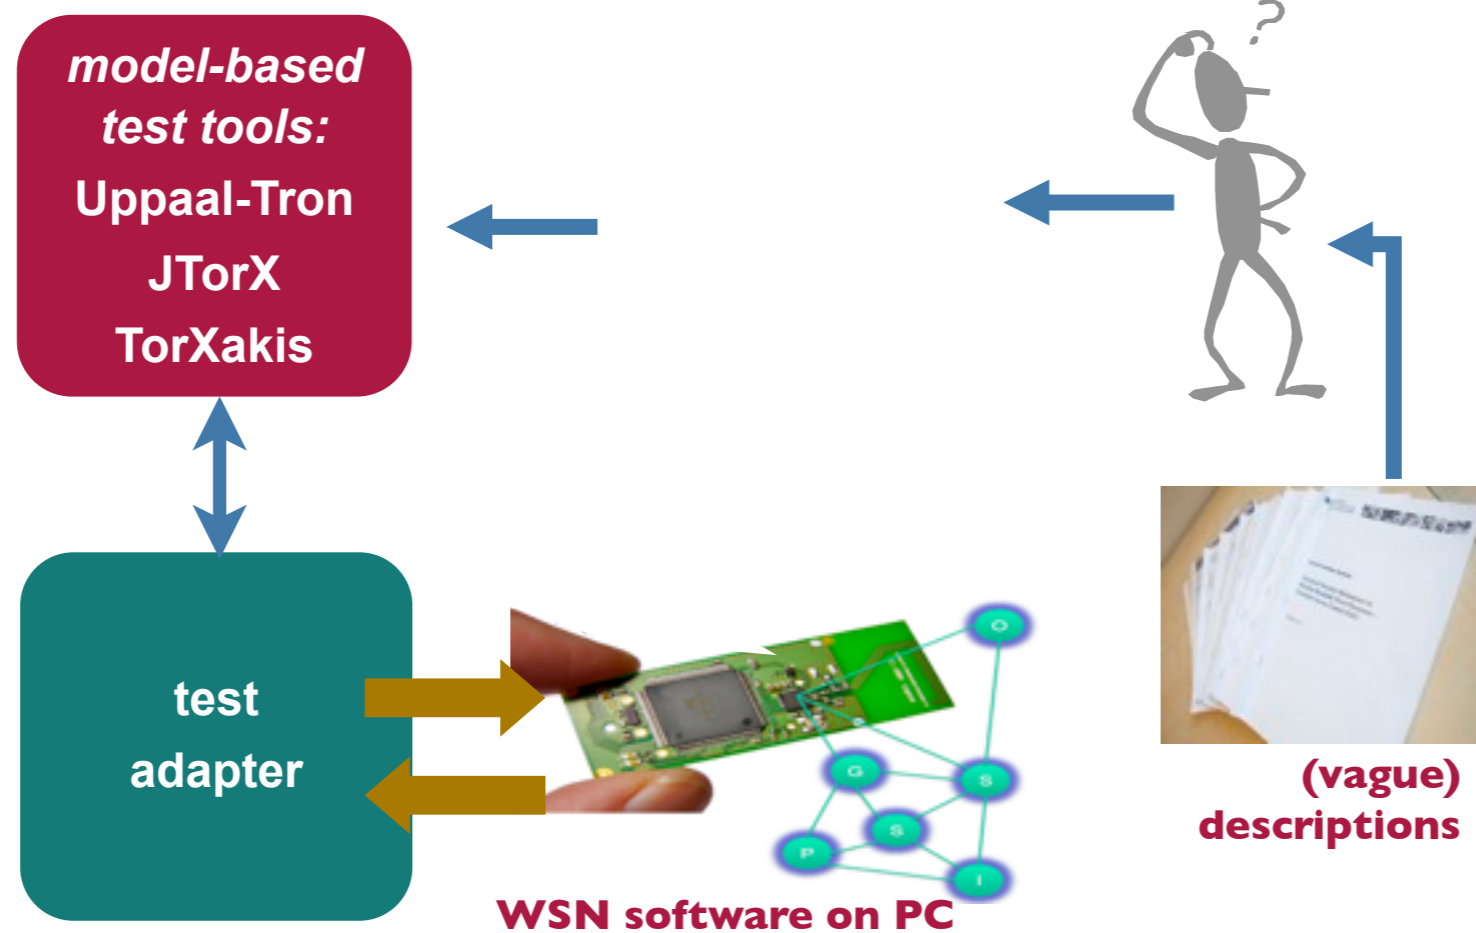 model-based
test tools:
Uppaal-Tron
JTorX
TorXakis
?
test
adapter
O
G
S
S
P
I
(vague)
descriptions
WSN software on PC